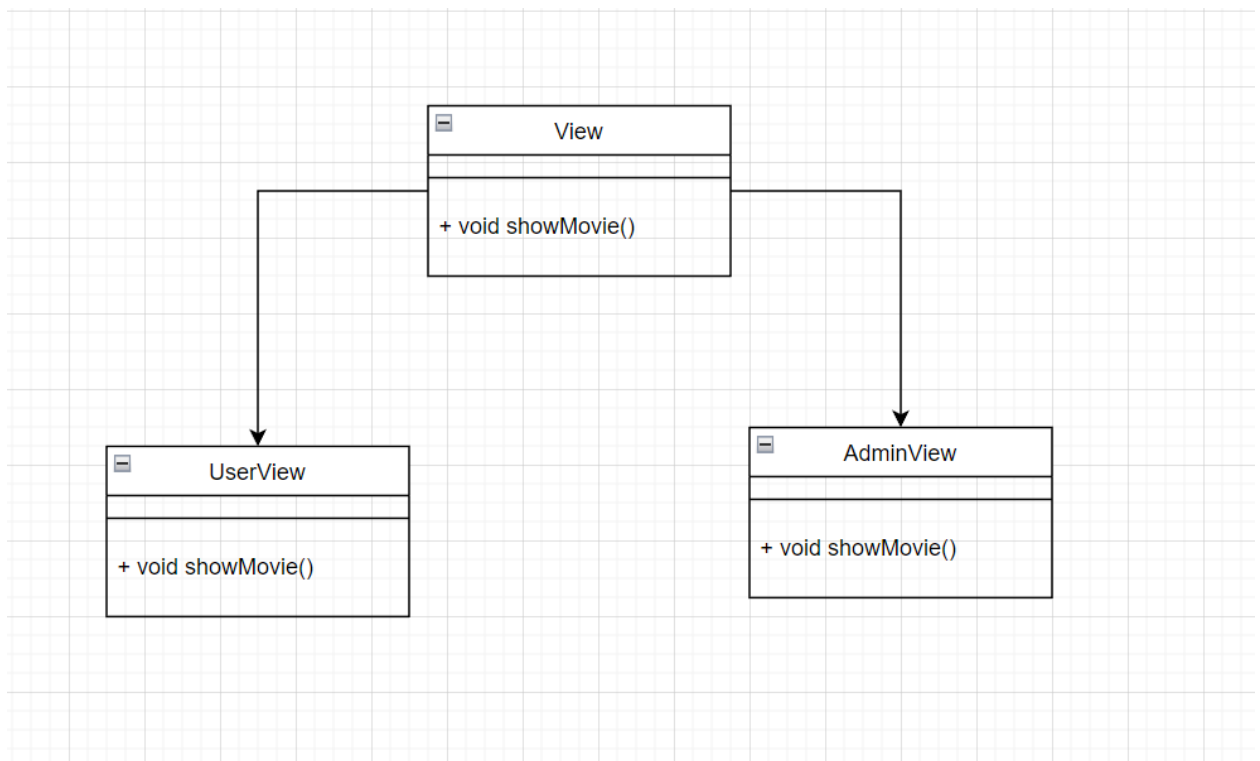 View
+ void showMovie()
UserView
+ void showMovie()
AdminView
+ void showMovie()